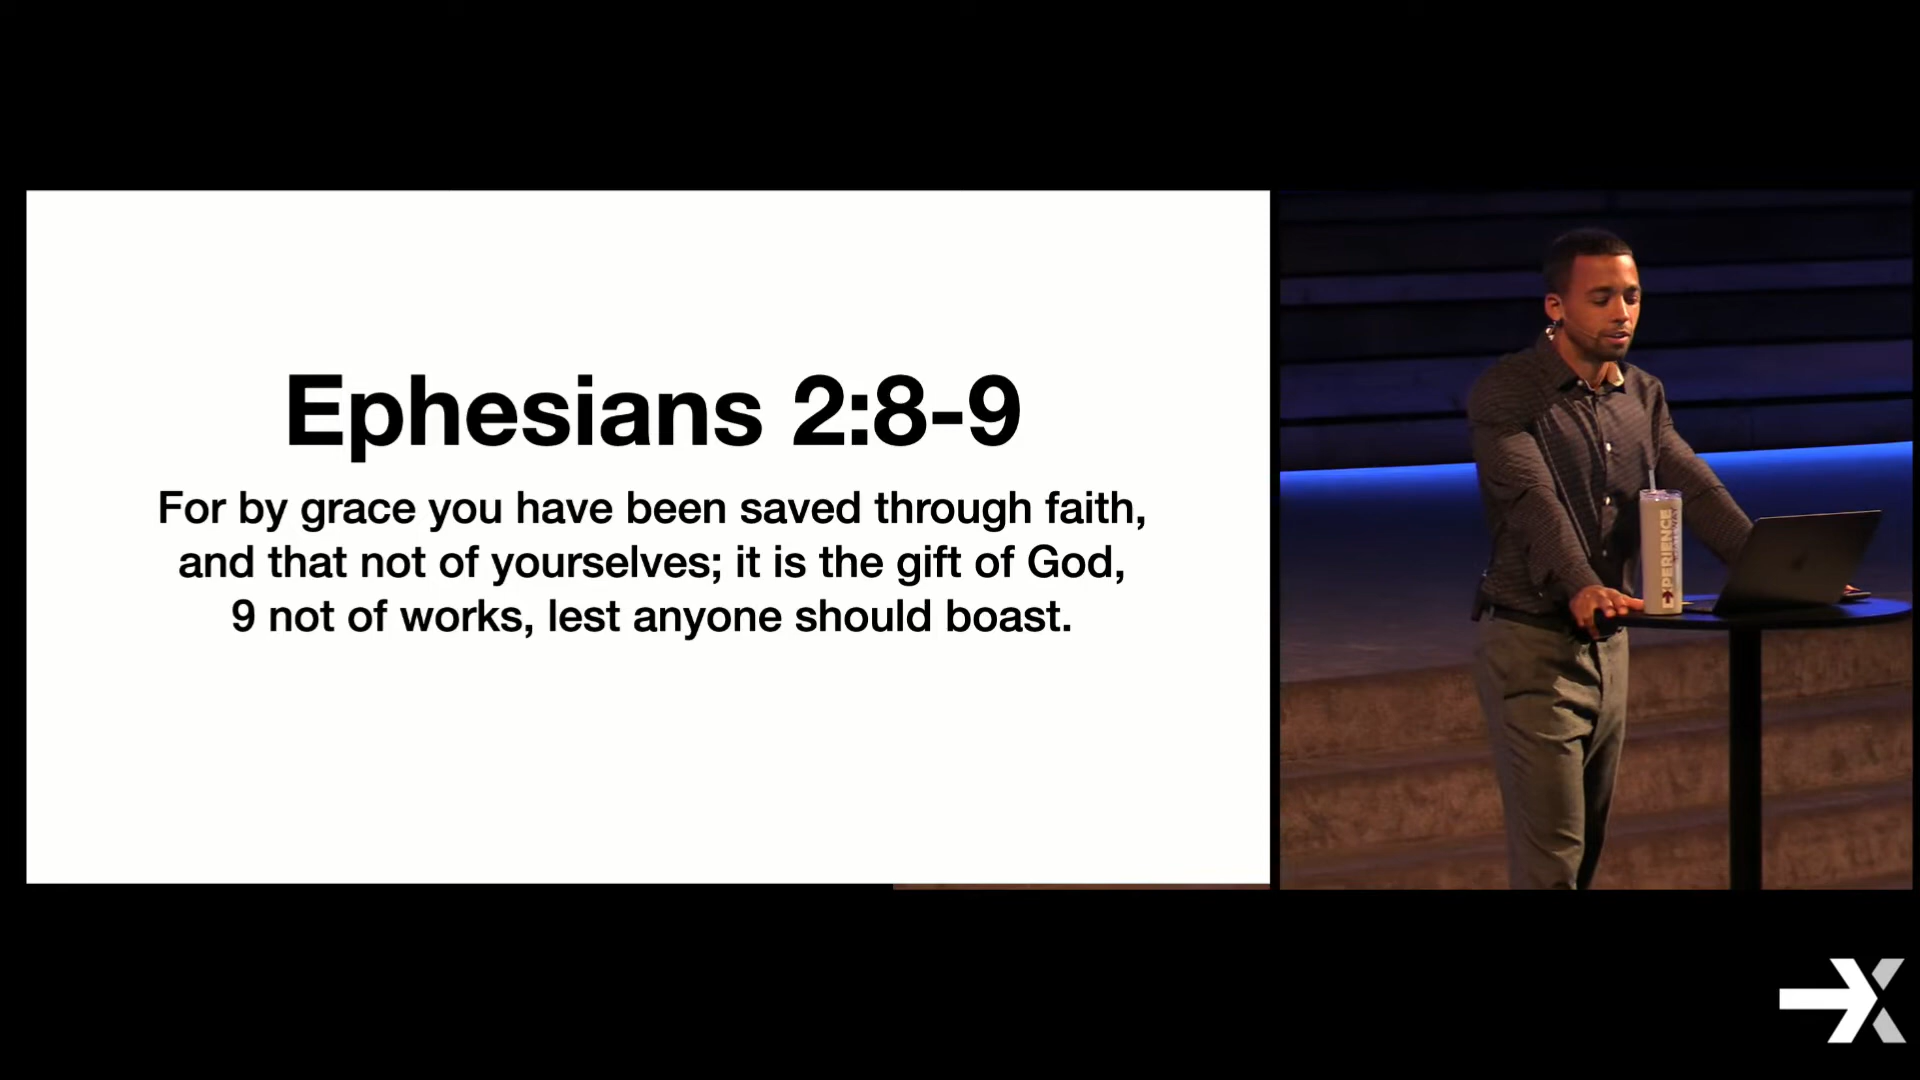 Ephesians 2:8-9
For by grace you have been saved through faith,
and that not of yourselves; it is the gift of God,
9 not of works, lest anyone should boast.
EXPERIENCE
X